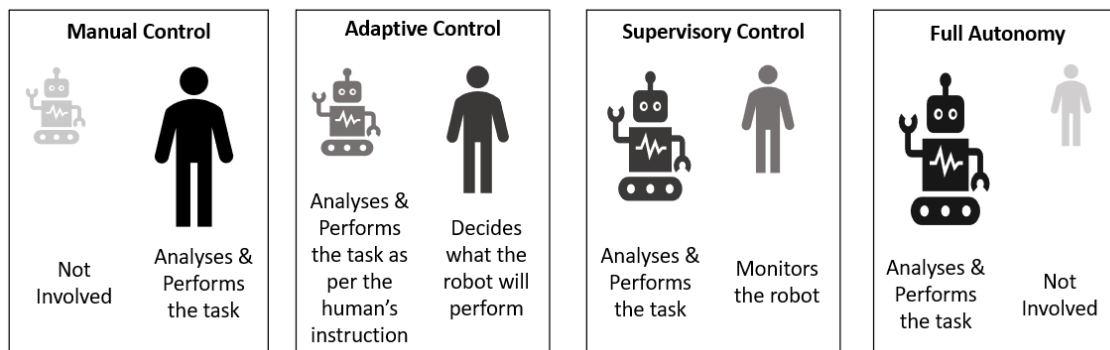 Manual Control
Not
Involved
Analyses &
Performs
the task
Adaptive Control
Analyses &
Performs
the task as
per the
human's
instruction
Decides
what the
robot will
perform
Supervisory Control
Analyses &
Performs
the task
Monitors
the robot
Full Autonomy
Analyses &
Performs
the task
Not
Involved